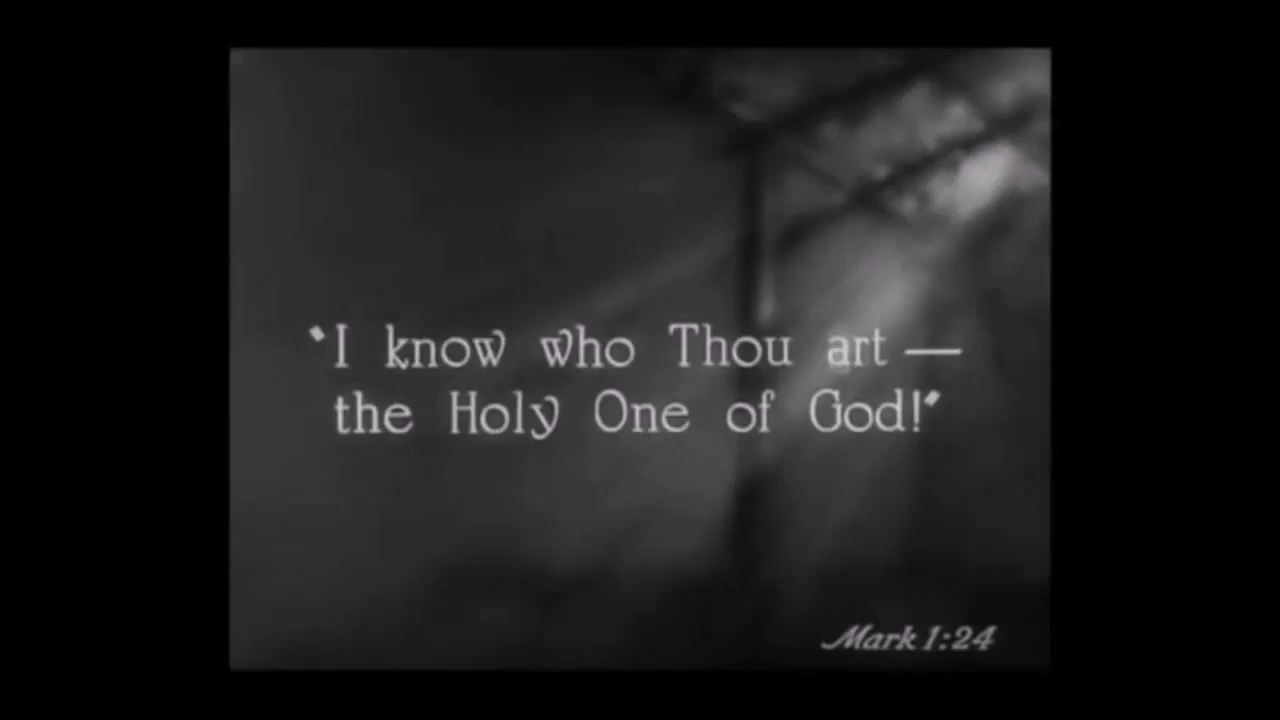 "I know who Thou art —
the Holy One of God!"
Mark 1:24